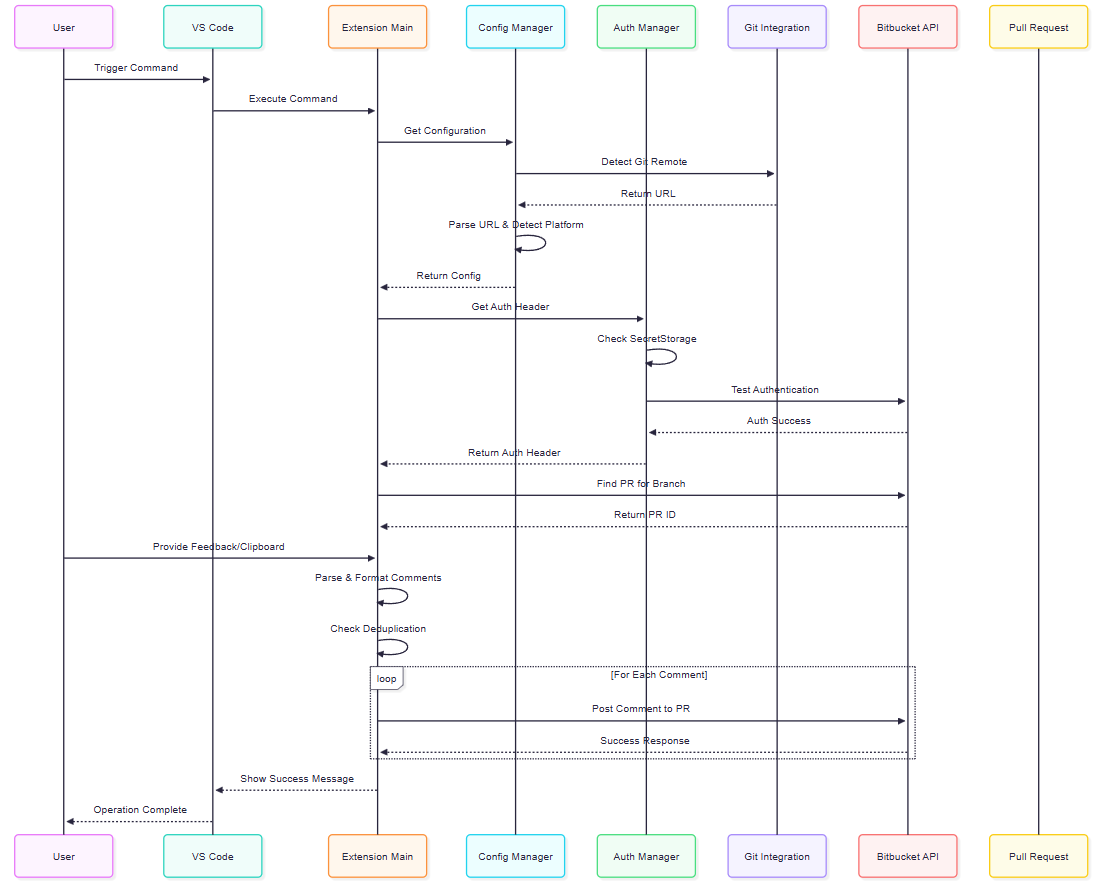 User
VS Code
Extension Main
Config Manager
Auth Manager
Git Integration
Bitbucket API
Pull Request
Trigger Command
Execute Command
Get Configuration
Detect Git Remote
Return URL
Parse URL & Detect Platform
Return Config
Get Auth Header
Check SecretStorage
Test Authentication
Auth Success
Return Auth Header
Find PR for Branch
Return PR ID
Provide Feedback/Clipboard
Parse & Format Comments
Check Deduplication
loop
[For Each Comment]
Post Comment to PR
Success Response
Show Success Message
Operation Complete
User
VS Code
Extension Main
Config Manager
Auth Manager
Git Integration
Bitbucket API
Pull Request